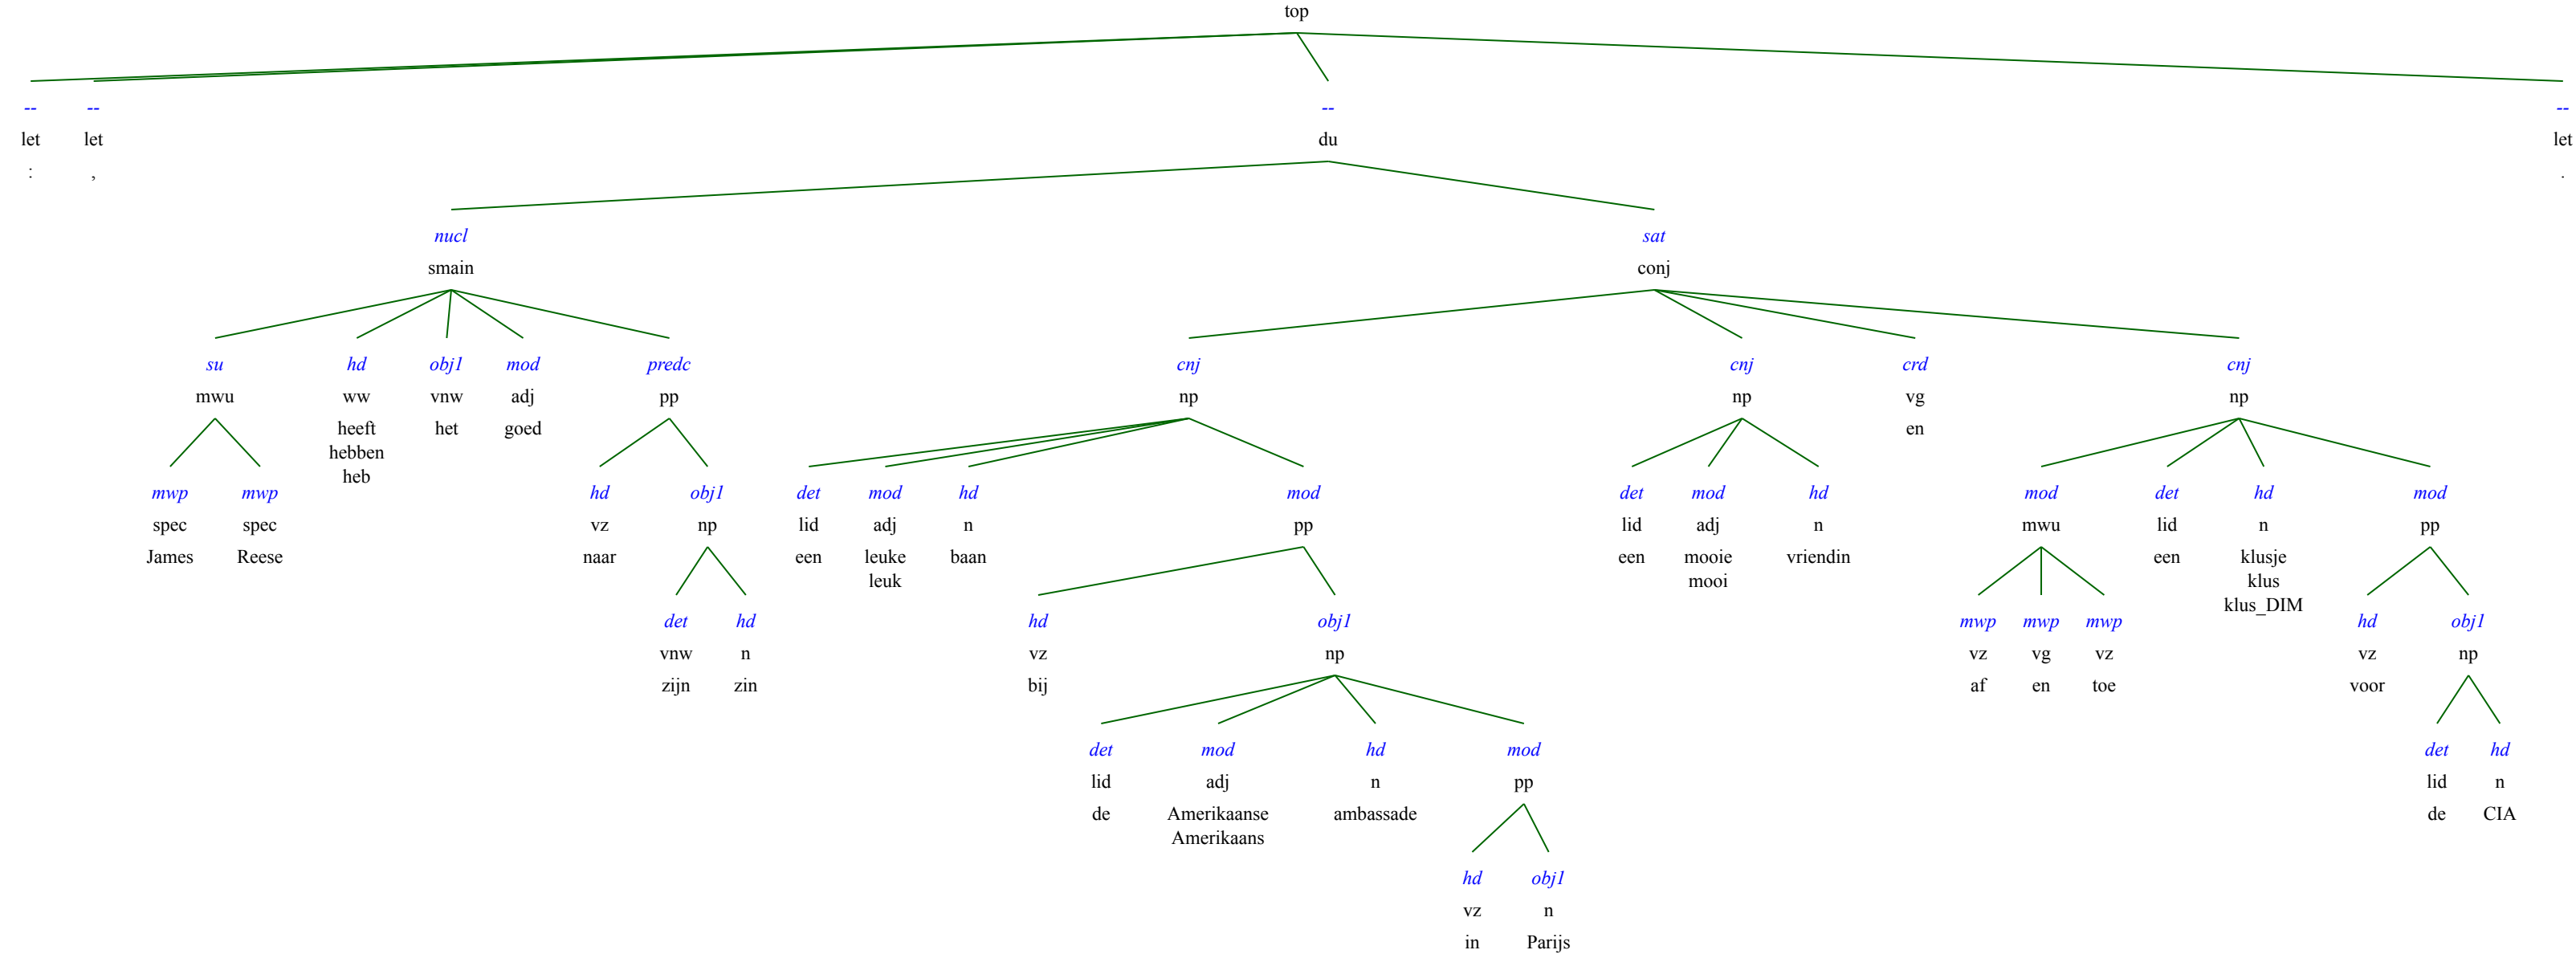 top
-- -- -- --
let let du let
: , .
nucl sat
smain conj
su hd obj1 mod predc cnj cnj crd cnj
mwu ww vnw adj pp np np vg np
heeft het goed en
hebben
heb
mwp mwp hd obj1 det mod hd mod det mod hd mod det hd mod
spec spec vz np lid adj n pp lid adj n mwu lid n pp
James Reese naar een leuke baan een mooie vriendin een klusje
leuk mooi klus
klus_DIM
det hd hd obj1 mwp mwp mwp hd obj1
vnw n vz np vz vg vz vz np
zijn zin bij af en toe voor
det mod hd mod det hd
lid adj n pp lid n
de Amerikaanse ambassade de CIA
Amerikaans
hd obj1
vz n
in Parijs